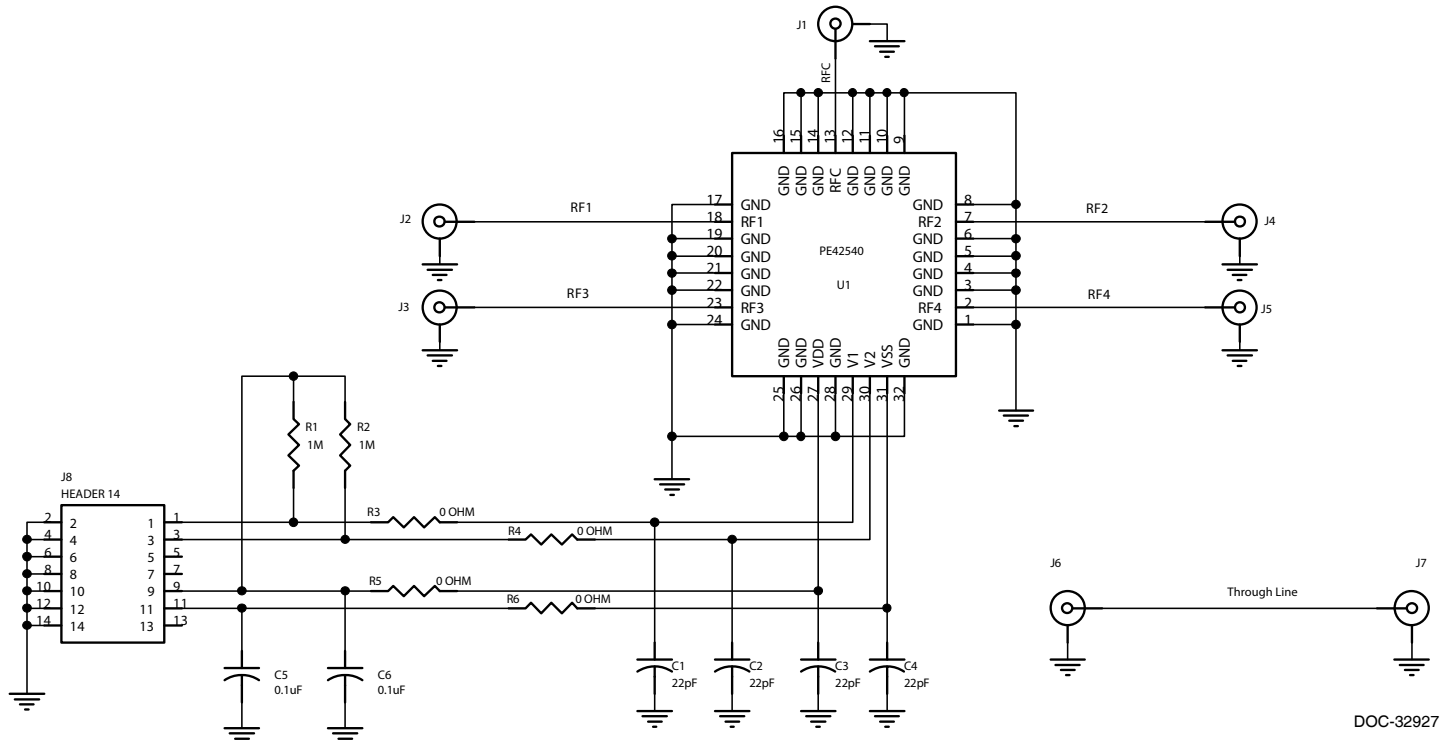 J1
RFC
16 15 14 13 12 11 10 9
GND GND GND RFC GND GND GND GND
17 GND GND 8
J2 RF1 18 RF1 RF2 7 RF2 J4
19 GND GND 6
20 GND PE42540 GND 5
21 GND GND 4
22 GND U1 GND 3
J3 RF3 23 RF3 RF4 2 RF4 J5
24 GND GND 1
GND GND VDD GND V1 V2 VSS GND
25 26 27 28 29 30 31 32
R1 R2
1M 1M
J8
HEADER 14
2 2 1 1 R3 0 OHM
4 4 3 3 R4 0 OHM
6 6 5 5
8 8 7 7
10 10 9 9 R5 0 OHM
12 12 11 11 R6 0 OHM
14 14 13 13
J6 J7
Through Line
C5 C6 C1 C2 C3 C4
0.1uF 0.1uF 22pF 22pF 22pF 22pF
DOC-32927